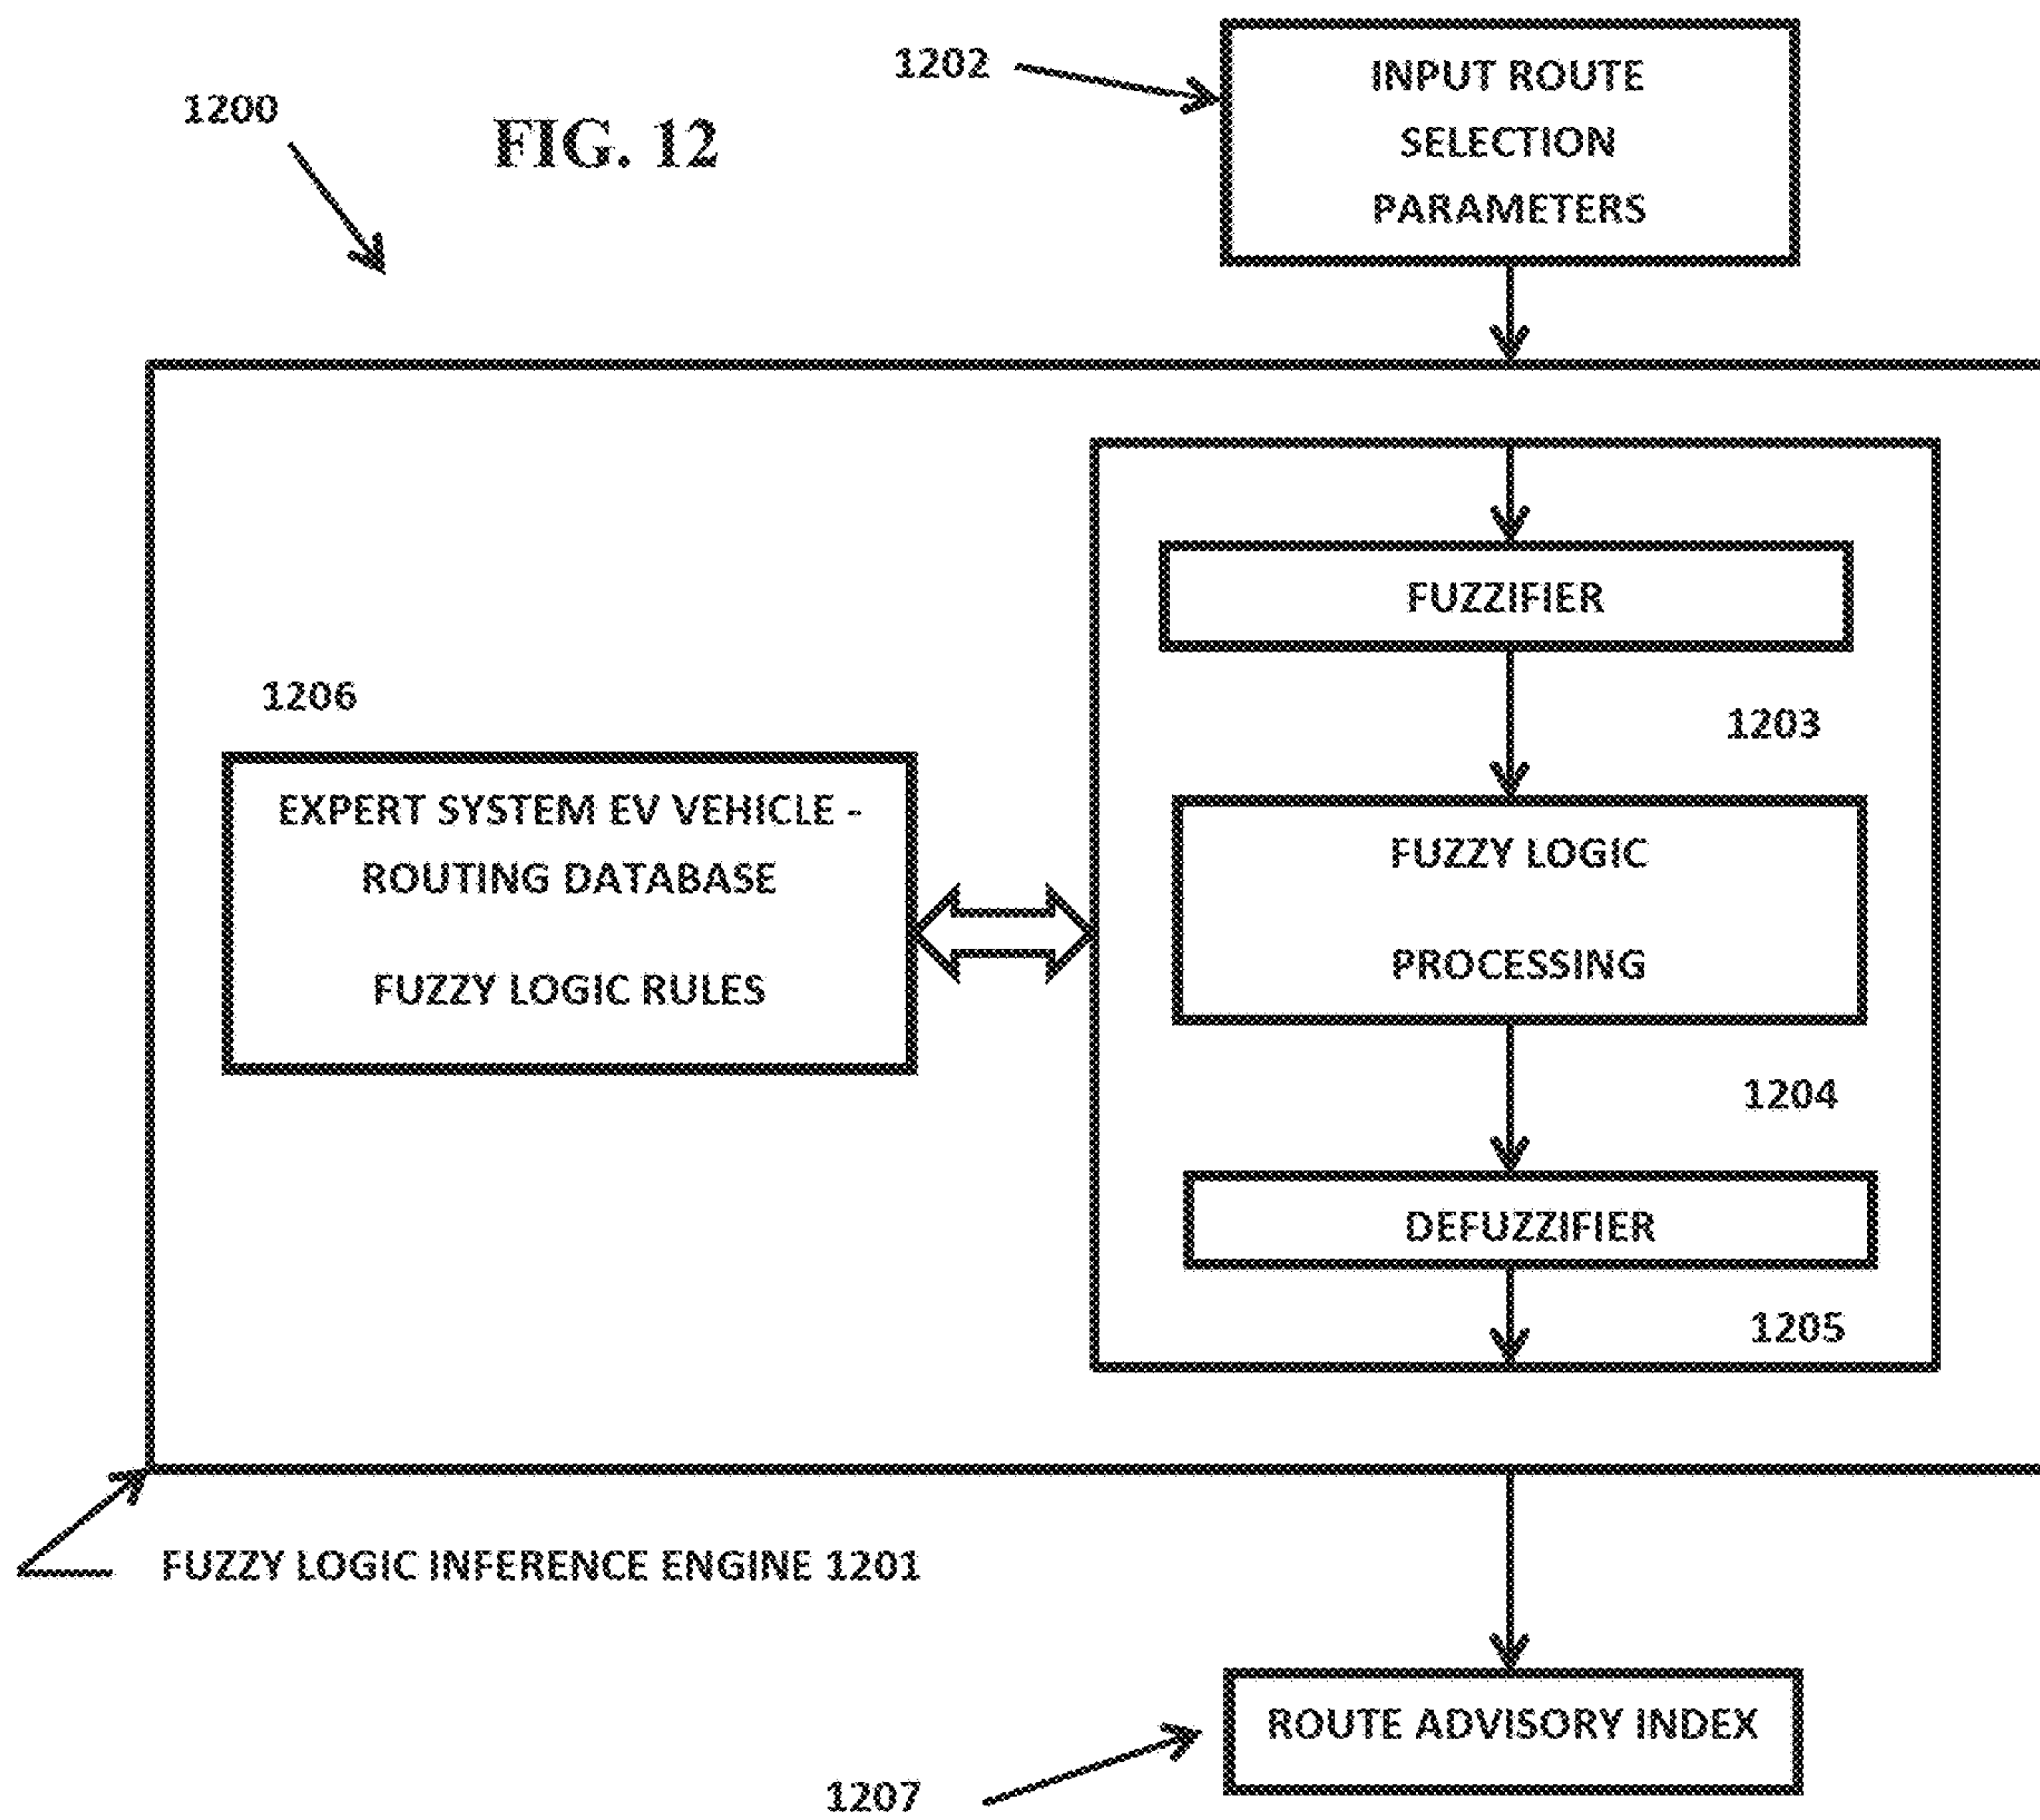 1202
INPUT ROUTE
SELECTION
PARAMETERS
1200
FIG. 12
FUZZIFIER
1206
1203
EXPERT SYSTEM EV VEHICLE -
ROUTING DATABASE
FUZZY LOGIC RULES
FUZZY LOGIC
PROCESSING
1204
DEFUZZIFIER
1205
FUZZY LOGIC INFERENCE ENGINE 1201
ROUTE ADVISORY INDEX
1207